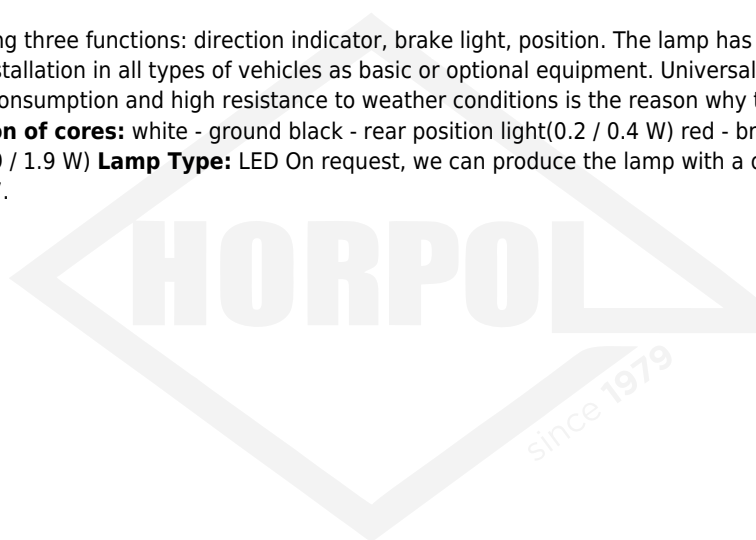 ng three functions: direction indicator, brake light, position. The lamp has
stallation in all types of vehicles as basic or optional equipment. Universal
onsumption and high resistance to weather conditions is the reason why t
on of cores: white - ground black - rear position light(0.2 / 0.4 W) red - br
/ 1.9 W) Lamp Type: LED On request, we can produce the lamp with a
.
HORPOL
since 1979